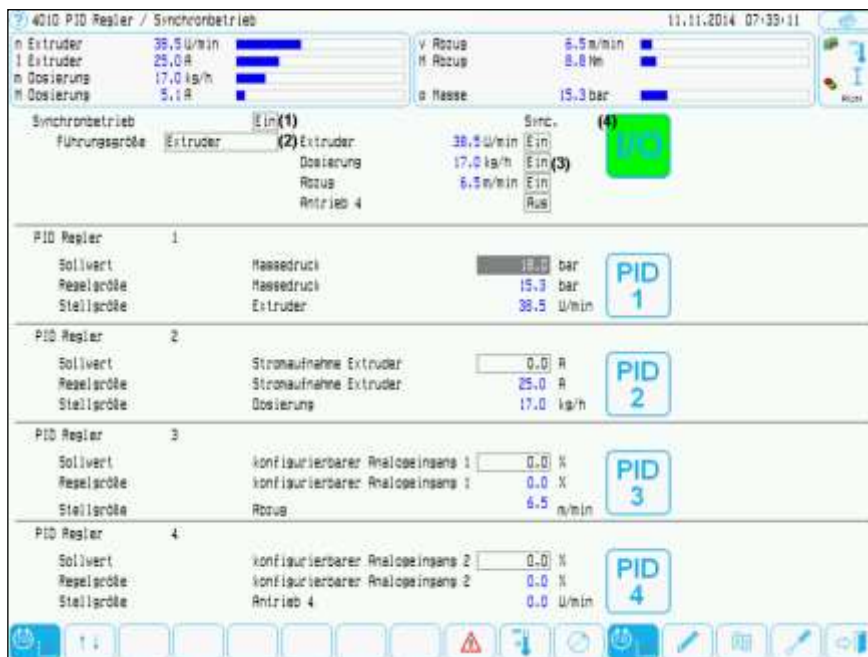 4010 PID Regler / Synchronbetrieb 11.11.2014 07:33:11
n Extruder 38.5 U/min v Abzug 6.5 m/min
I Extruder 25.0 A M Abzug 8.8 Nm
m Dosierung 17.0 kg/h
M Dosierung 5.1 A p Masse 15.3 bar
Synchronbetrieb Ein (1) Sync. (4) I/O
Führungsgröße Extruder (2) Extruder 38.5 U/min Ein
Dosierung 17.0 kg/h Ein (3)
Abzug 6.5 m/min Ein
Antrieb 4 Aus
PID Regler 1
Sollwert Massedruck 18.0 bar
Regelgröße Massedruck 15.3 bar
Stellgröße Extruder 38.5 U/min
PID 1
PID Regler 2
Sollwert Stromaufnahme Extruder 0.0 A
Regelgröße Stromaufnahme Extruder 25.0 A
Stellgröße Dosierung 17.0 kg/h
PID 2
PID Regler 3
Sollwert konfigurierbarer Analogeingang 1 0.0 %
Regelgröße konfigurierbarer Analogeingang 1 0.0 %
Stellgröße Abzug 6.5 m/min
PID 3
PID Regler 4
Sollwert konfigurierbarer Analogeingang 2 0.0 %
Regelgröße konfigurierbarer Analogeingang 2 0.0 %
Stellgröße Antrieb 4 0.0 U/min
PID 4